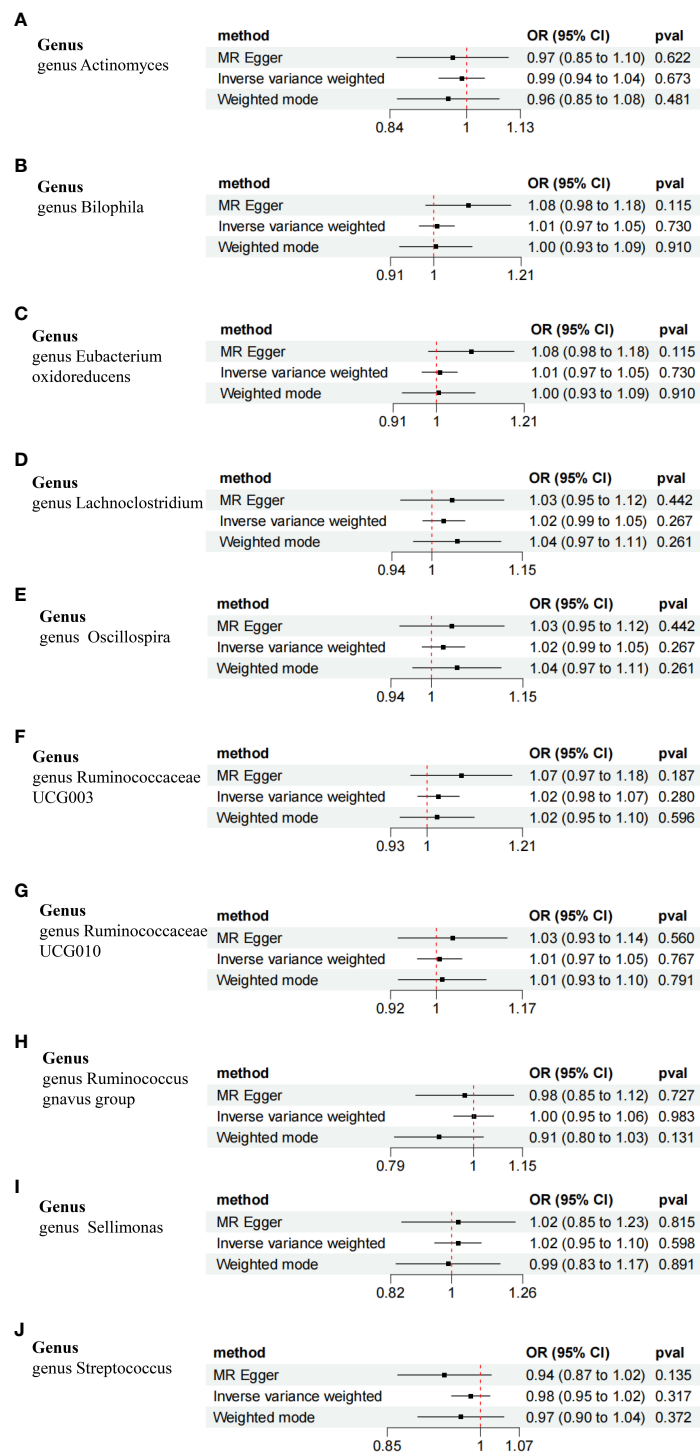 A
Genus
genus Actinomyces
method OR (95% CI) pval
MR Egger 0.97 (0.85 to 1.10) 0.622
Inverse variance weighted 0.99 (0.94 to 1.04) 0.673
Weighted mode 0.96 (0.85 to 1.08) 0.481
0.84 1 1.13
B
Genus
genus Bilophila
method OR (95% CI) pval
MR Egger 1.08 (0.98 to 1.18) 0.115
Inverse variance weighted 1.01 (0.97 to 1.05) 0.730
Weighted mode 1.00 (0.93 to 1.09) 0.910
0.91 1 1.21
C
Genus
genus Eubacterium
oxidoreducens
method OR (95% CI) pval
MR Egger 1.08 (0.98 to 1.18) 0.115
Inverse variance weighted 1.01 (0.97 to 1.05) 0.730
Weighted mode 1.00 (0.93 to 1.09) 0.910
0.91 1 1.21
D
Genus
genus Lachnoclostridium
method OR (95% CI) pval
MR Egger 1.03 (0.95 to 1.12) 0.442
Inverse variance weighted 1.02 (0.99 to 1.05) 0.267
Weighted mode 1.04 (0.97 to 1.11) 0.261
0.94 1 1.15
E
Genus
genus Oscillospira
method OR (95% CI) pval
MR Egger 1.03 (0.95 to 1.12) 0.442
Inverse variance weighted 1.02 (0.99 to 1.05) 0.267
Weighted mode 1.04 (0.97 to 1.11) 0.261
0.94 1 1.15
F
Genus
genus Ruminococcaceae
UCG003
method OR (95% CI) pval
MR Egger 1.07 (0.97 to 1.18) 0.187
Inverse variance weighted 1.02 (0.98 to 1.07) 0.280
Weighted mode 1.02 (0.95 to 1.10) 0.596
0.93 1 1.21
G
Genus
genus Ruminococcaceae
UCG010
method OR (95% CI) pval
MR Egger 1.03 (0.93 to 1.14) 0.560
Inverse variance weighted 1.01 (0.97 to 1.05) 0.767
Weighted mode 1.01 (0.93 to 1.10) 0.791
0.92 1 1.17
H
Genus
genus Ruminococcus
gnavus group
method OR (95% CI) pval
MR Egger 0.98 (0.85 to 1.12) 0.727
Inverse variance weighted 1.00 (0.95 to 1.06) 0.983
Weighted mode 0.91 (0.80 to 1.03) 0.131
0.79 1 1.15
I
Genus
genus Sellimonas
method OR (95% CI) pval
MR Egger 1.02 (0.85 to 1.23) 0.815
Inverse variance weighted 1.02 (0.95 to 1.10) 0.598
Weighted mode 0.99 (0.83 to 1.17) 0.891
0.82 1 1.26
J
Genus
genus Streptococcus
method OR (95% CI) pval
MR Egger 0.94 (0.87 to 1.02) 0.135
Inverse variance weighted 0.98 (0.95 to 1.02) 0.317
Weighted mode 0.97 (0.90 to 1.04) 0.372
0.85 1 1.07